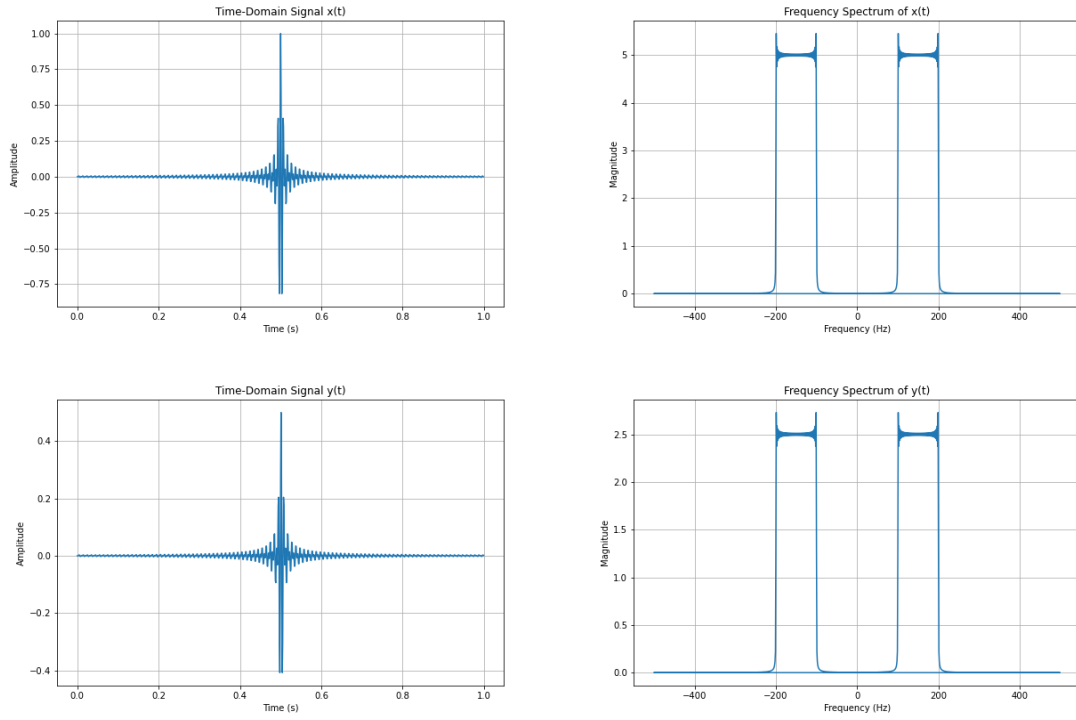 Time-Domain Signal x(t)
Amplitude
1.00
0.75
0.50
0.25
0.00
−0.25
−0.50
−0.75
0.0 0.2 0.4 0.6 0.8 1.0
Time (s)
Frequency Spectrum of x(t)
Magnitude
5
4
3
2
1
0
−400 −200 0 200 400
Frequency (Hz)
Time-Domain Signal y(t)
Amplitude
0.4
0.2
0.0
−0.2
−0.4
0.0 0.2 0.4 0.6 0.8 1.0
Time (s)
Frequency Spectrum of y(t)
Magnitude
2.5
2.0
1.5
1.0
0.5
0.0
−400 −200 0 200 400
Frequency (Hz)